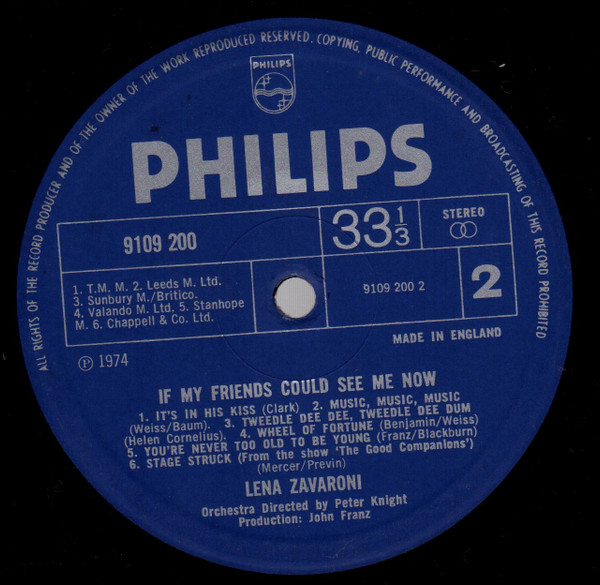 ALL RIGHTS OF THE RECORD PRODUCER AND OF THE OWNER OF THE WORK REPRODUCED RESERVED. COPYING, PUBLIC PERFORMANCE AND BROADCASTING OF THIS RECORD PROHIBITED
PHILIPS
PHILIPS
9109 200
33 1/3
STEREO
1. T.M. M. 2. Leeds M. Ltd.
3. Sunbury M./Britico.
4. Valando M. Ltd. 5. Stanhope
M. 6. Chappell & Co. Ltd.
9109 200 2
2
MADE IN ENGLAND
Ⓟ 1974
IF MY FRIENDS COULD SEE ME NOW
1. IT'S IN HIS KISS (Clark) 2. MUSIC, MUSIC, MUSIC
(Weiss/Baum). 3. TWEEDLE DEE DEE, TWEEDLE DEE DUM
(Helen Cornelius). 4. WHEEL OF FORTUNE (Benjamin/Weiss)
5. YOU'RE NEVER TOO OLD TO BE YOUNG (Franz/Blackburn)
6. STAGE STRUCK (From the show 'The Good Companions')
(Mercer/Previn)
LENA ZAVARONI
Orchestra Directed by Peter Knight
Production: John Franz